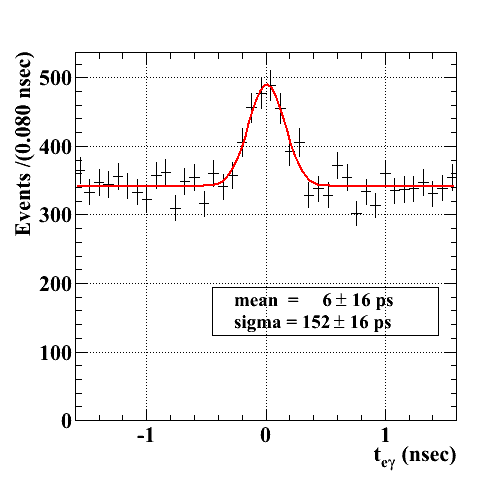 Events /(0.080 nsec)
500
400
300
200
100
0
mean = 6 ± 16 ps
sigma = 152 ± 16 ps
-1 0 1
t_eγ (nsec)